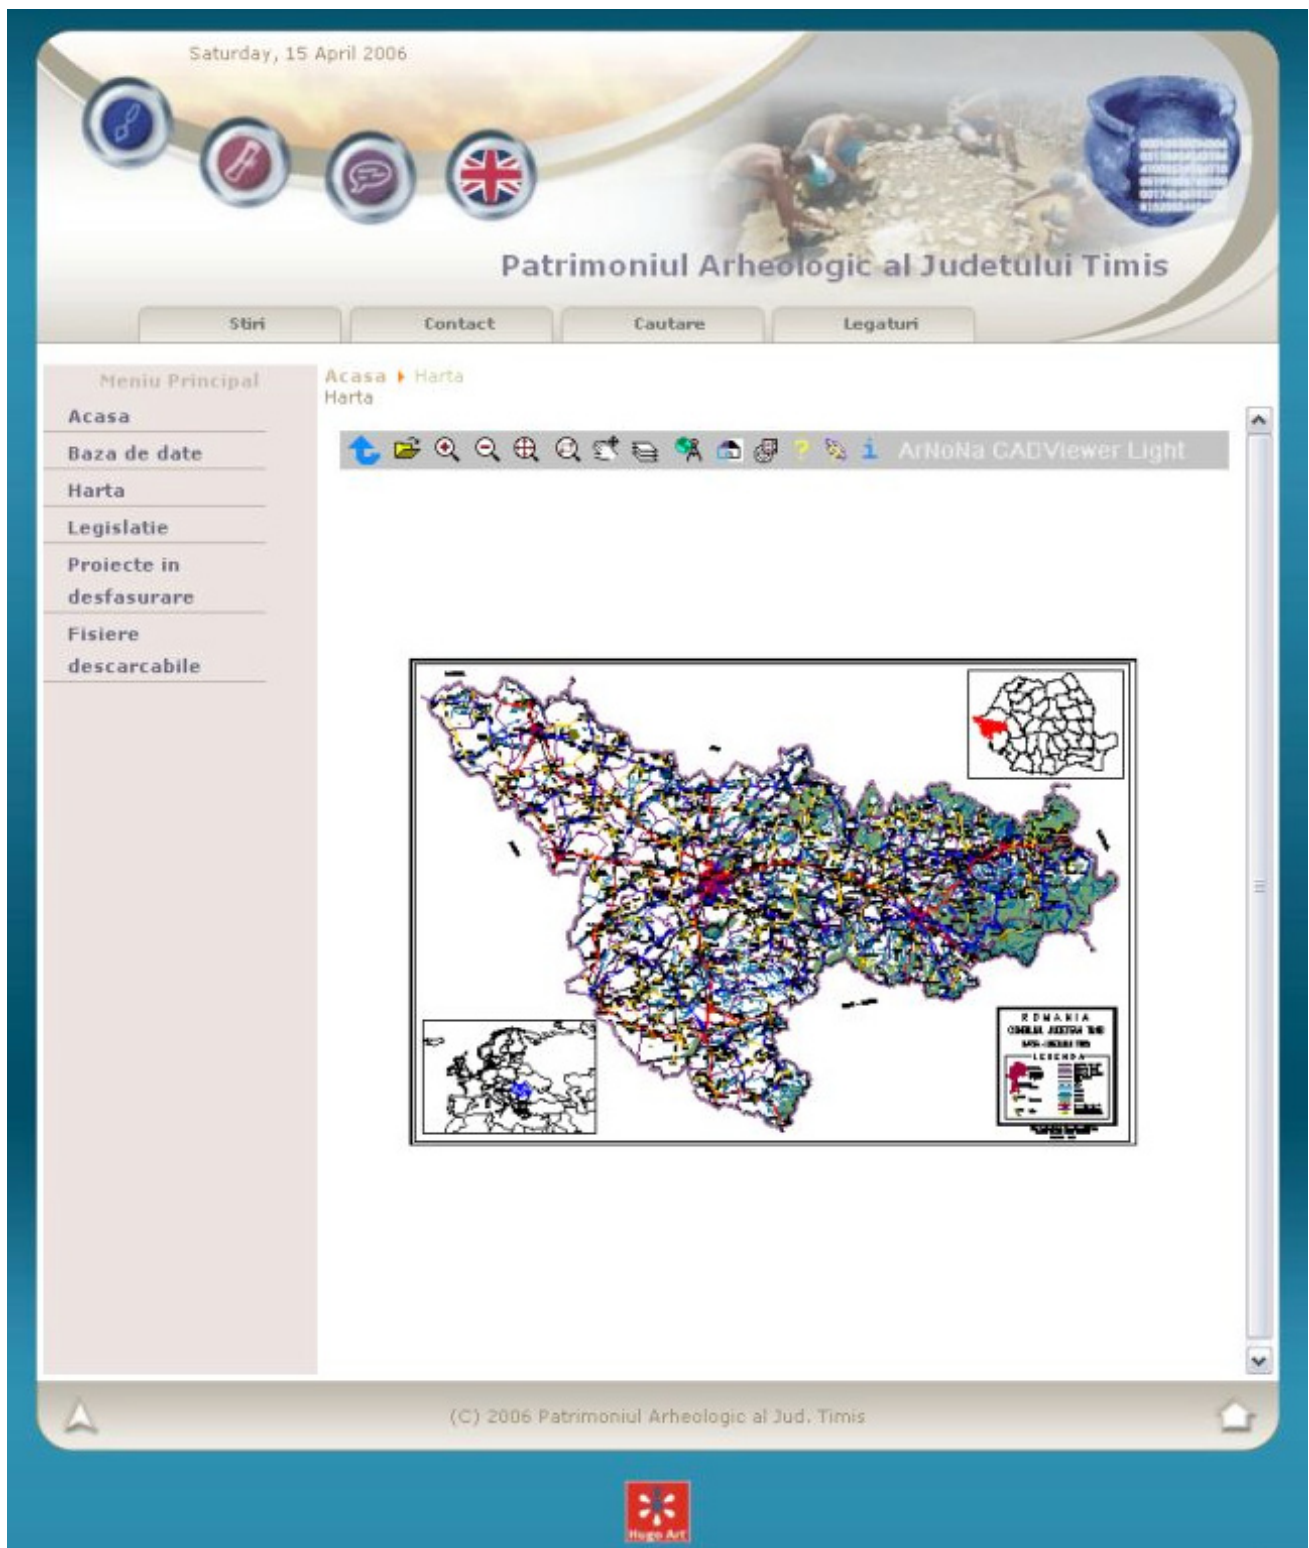 Saturday, 15 April 2006
Patrimoniul Arheologic al Judetului Timis
Stiri
Contact
Cautare
Legaturi
Meniu Principal
Acasa
Baza de date
Harta
Legislatie
Proiecte in
desfasurare
Fisiere
descarcabile
Acasa Harta
Harta
ArNoNa CADViewer Light
ROMANIA
LEGENDA
(C) 2006 Patrimoniul Arheologic al Jud. Timis
Hugo Art